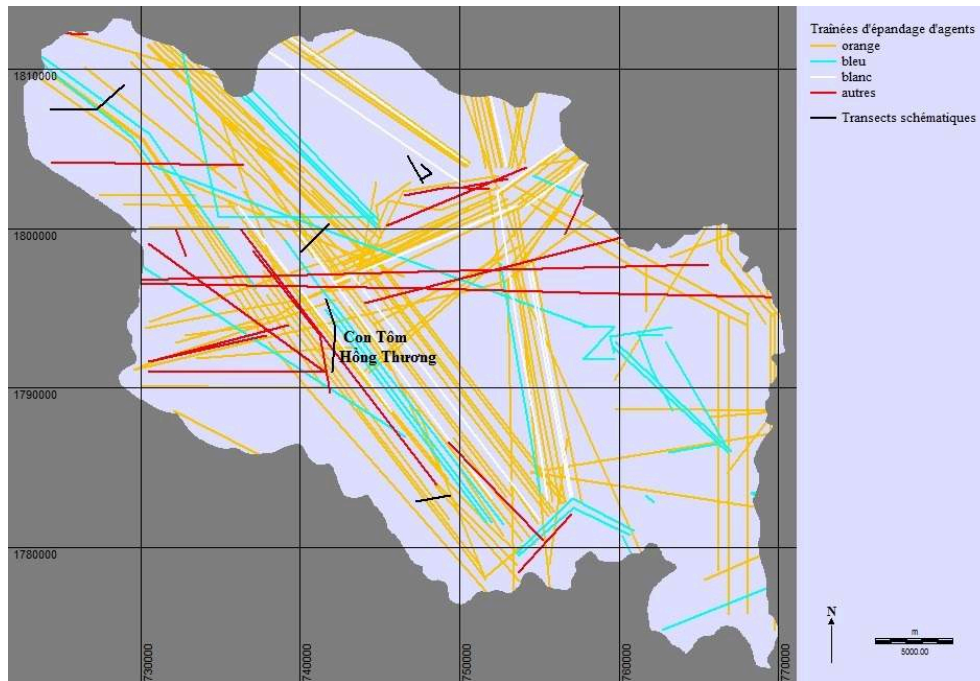 Traînées d'épandage d'agents
orange
bleu
blanc
autres
Transects schématiques
1810000
1800000
1790000
1780000
Con Tôm
Hồng Thương
730000
740000
750000
760000
770000
N
m
5000.00